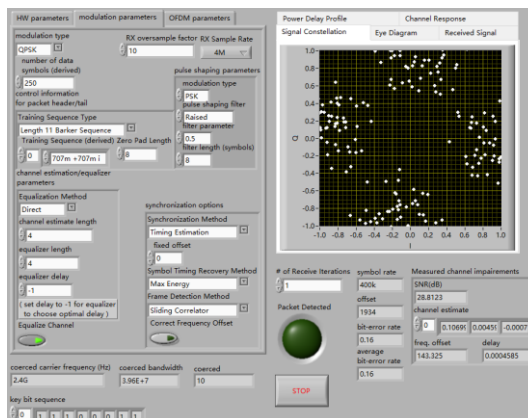 HW parameters
modulation parameters
OFDM parameters
modulation type
QPSK
RX oversample factor
10
RX Sample Rate
4M
number of data
symbols (derived)
250
control information
for packet header/tail
Training Sequence Type
Length 11 Barker Sequence
Training Sequence (derived)
Zero Pad Length
0
707m +707m i
8
pulse shaping parameters
modulation type
PSK
pulse shaping filter
Raised
filter parameter
0.5
filter length (symbols)
8
channel estimation/equalizer
parameters
Equalization Method
Direct
channel estimate length
4
equalizer length
4
equalizer delay
-1
( set delay to -1 for equalizer
to choose optimal delay )
Equalize Channel
synchronization options
Synchronization Method
Timing Estimation
fixed offset
0
Symbol Timing Recovery Method
Max Energy
Frame Detection Method
Sliding Correlator
Correct Frequency Offset
coerced carrier frequency (Hz)
2.4G
coerced bandwidth
3.96E+7
coerced
10
key bit sequence
0
Power Delay Profile
Channel Response
Signal Constellation
Eye Diagram
Received Signal
1.0
0.8
0.6
0.4
0.2
0.0
-0.2
-0.4
-0.6
-0.8
-1.0
Q
-1.0 -0.8 -0.6 -0.4 -0.2 0.0 0.2 0.4 0.6 0.8 1.0
I
# of Receive Iterations
1
Packet Detected
STOP
symbol rate
400k
offset
1934
bit-error rate
0.16
average
bit-error rate
0.16
Measured channel impairements
SNR(dB)
28.8123
channel estimate
0 0.1069 0.0045 -0.0007
freq. offset
143.325
delay
0.0004585